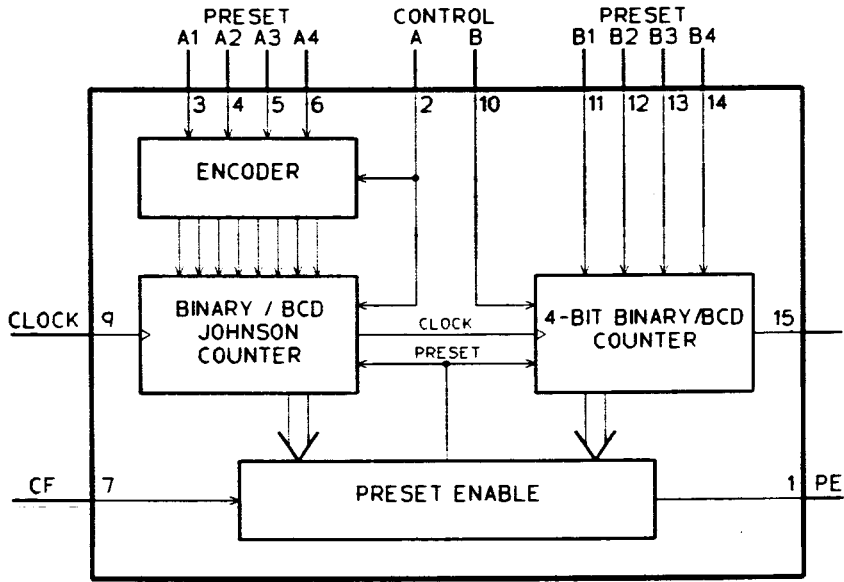 PRESET CONTROL PRESET
A1 A2 A3 A4 A B B1 B2 B3 B4
3 4 5 6 2 10 11 12 13 14
ENCODER
CLOCK 9
BINARY / BCD
JOHNSON
COUNTER
CLOCK
PRESET
4-BIT BINARY/BCD
COUNTER
15
CF 7
PRESET ENABLE
1 PE